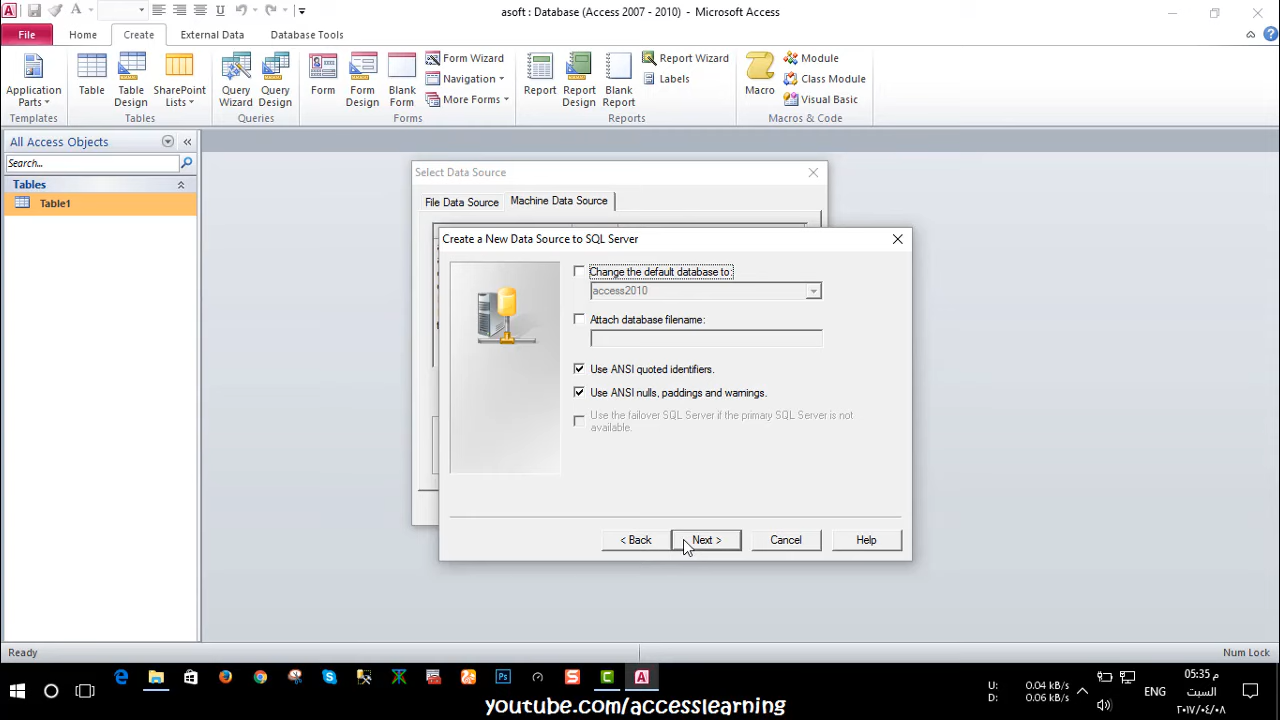 asoft : Database (Access 2007 - 2010) - Microsoft Access
File Create External Data Database Tools
Home
Application Parts
Templates
Table
Table Design
SharePoint Lists
Tables
Query Wizard
Query Design
Queries
Form
Form Design
Blank Form
Form Wizard
Navigation
More Forms
Forms
Report
Report Design
Blank Report
Report Wizard
Labels
Reports
Macro
Module
Class Module
Visual Basic
Macros & Code
All Access Objects
Search...
Tables
Table1
Select Data Source
File Data Source Machine Data Source
Create a New Data Source to SQL Server
Change the default database to:
access2010
Attach database filename:
Use ANSI quoted identifiers.
Use ANSI nulls, paddings and warnings.
Use the failover SQL Server if the primary SQL Server is not
available.
< Back Next > Cancel Help
Ready Num Lock
U: 0.04 kB/s
D: 0.06 kB/s
ENG
05:35 م
السبت
٢٠١٧/٠٤/٠٨
youtube.com/accesslearning